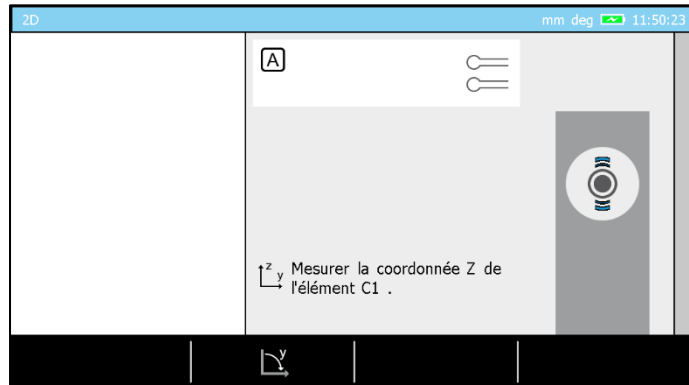 2D mm deg 11:50:23
A
z y Mesurer la coordonnée Z de
l'élément C1 .
y